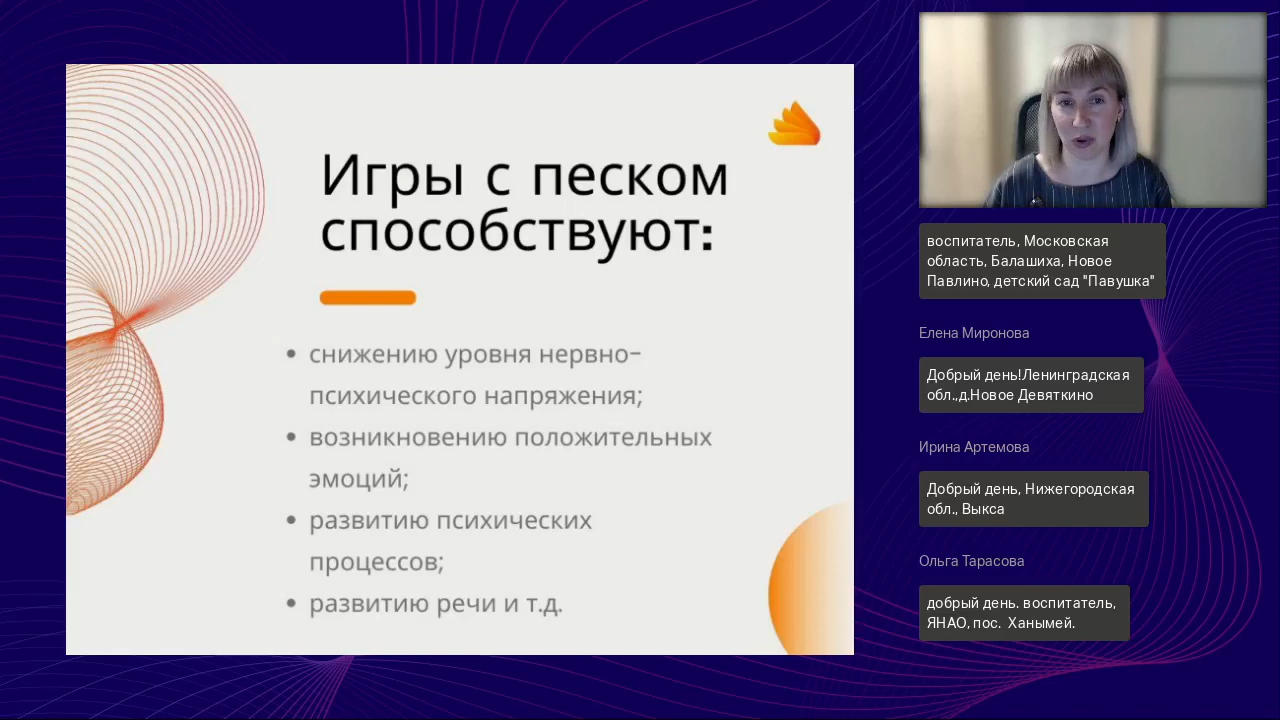 Игры с песком
способствуют:
• снижению уровня нервно-
психического напряжения;
• возникновению положительных
эмоций;
• развитию психических
процессов;
• развитию речи и т.д.
воспитатель, Московская
область, Балашиха, Новое
Павлино, детский сад "Павушка"
Елена Миронова
Добрый день!Ленинградская
обл.,д.Новое Девяткино
Ирина Артемова
Добрый день, Нижегородская
обл., Выкса
Ольга Тарасова
добрый день. воспитатель,
ЯНАО, пос. Ханымей.